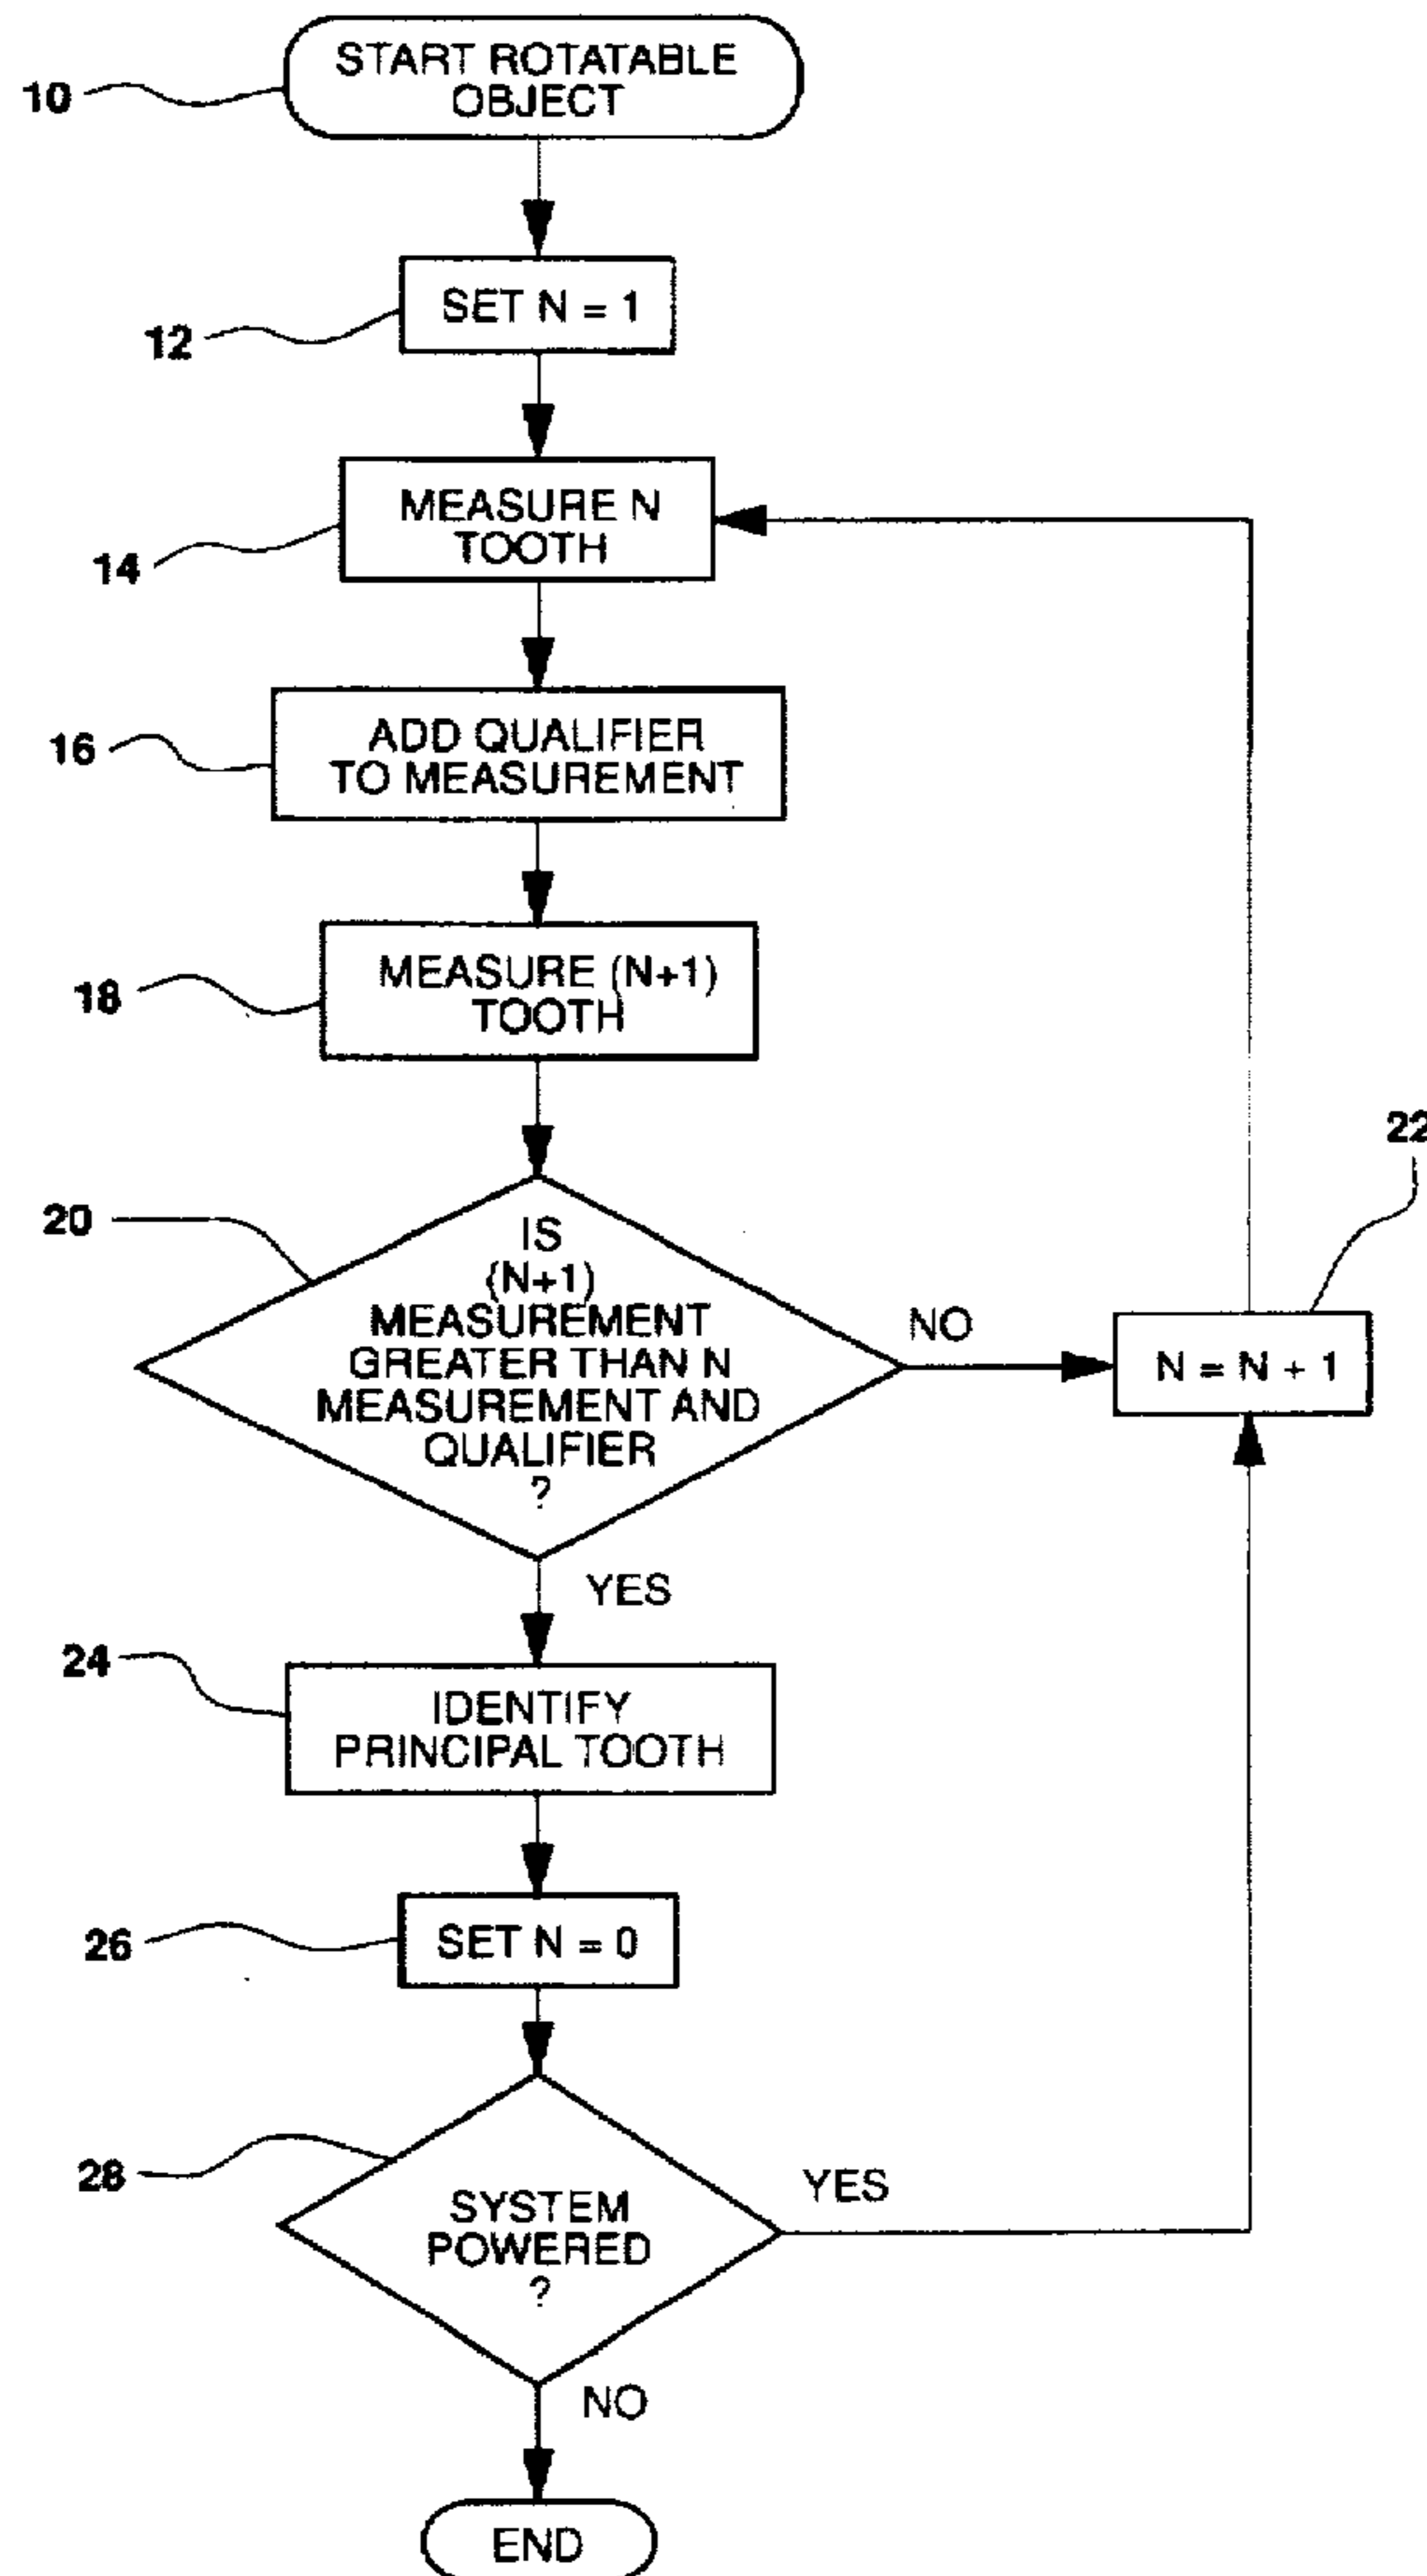 START ROTATABLE
OBJECT
10
SET N = 1
12
MEASURE N
TOOTH
14
ADD QUALIFIER
TO MEASUREMENT
16
MEASURE (N+1)
TOOTH
18
22
20
IS
(N+1)
MEASUREMENT
GREATER THAN N
MEASUREMENT AND
QUALIFIER
?
NO
N = N + 1
YES
24
IDENTIFY
PRINCIPAL TOOTH
26
SET N = 0
28
SYSTEM
POWERED
?
YES
NO
END